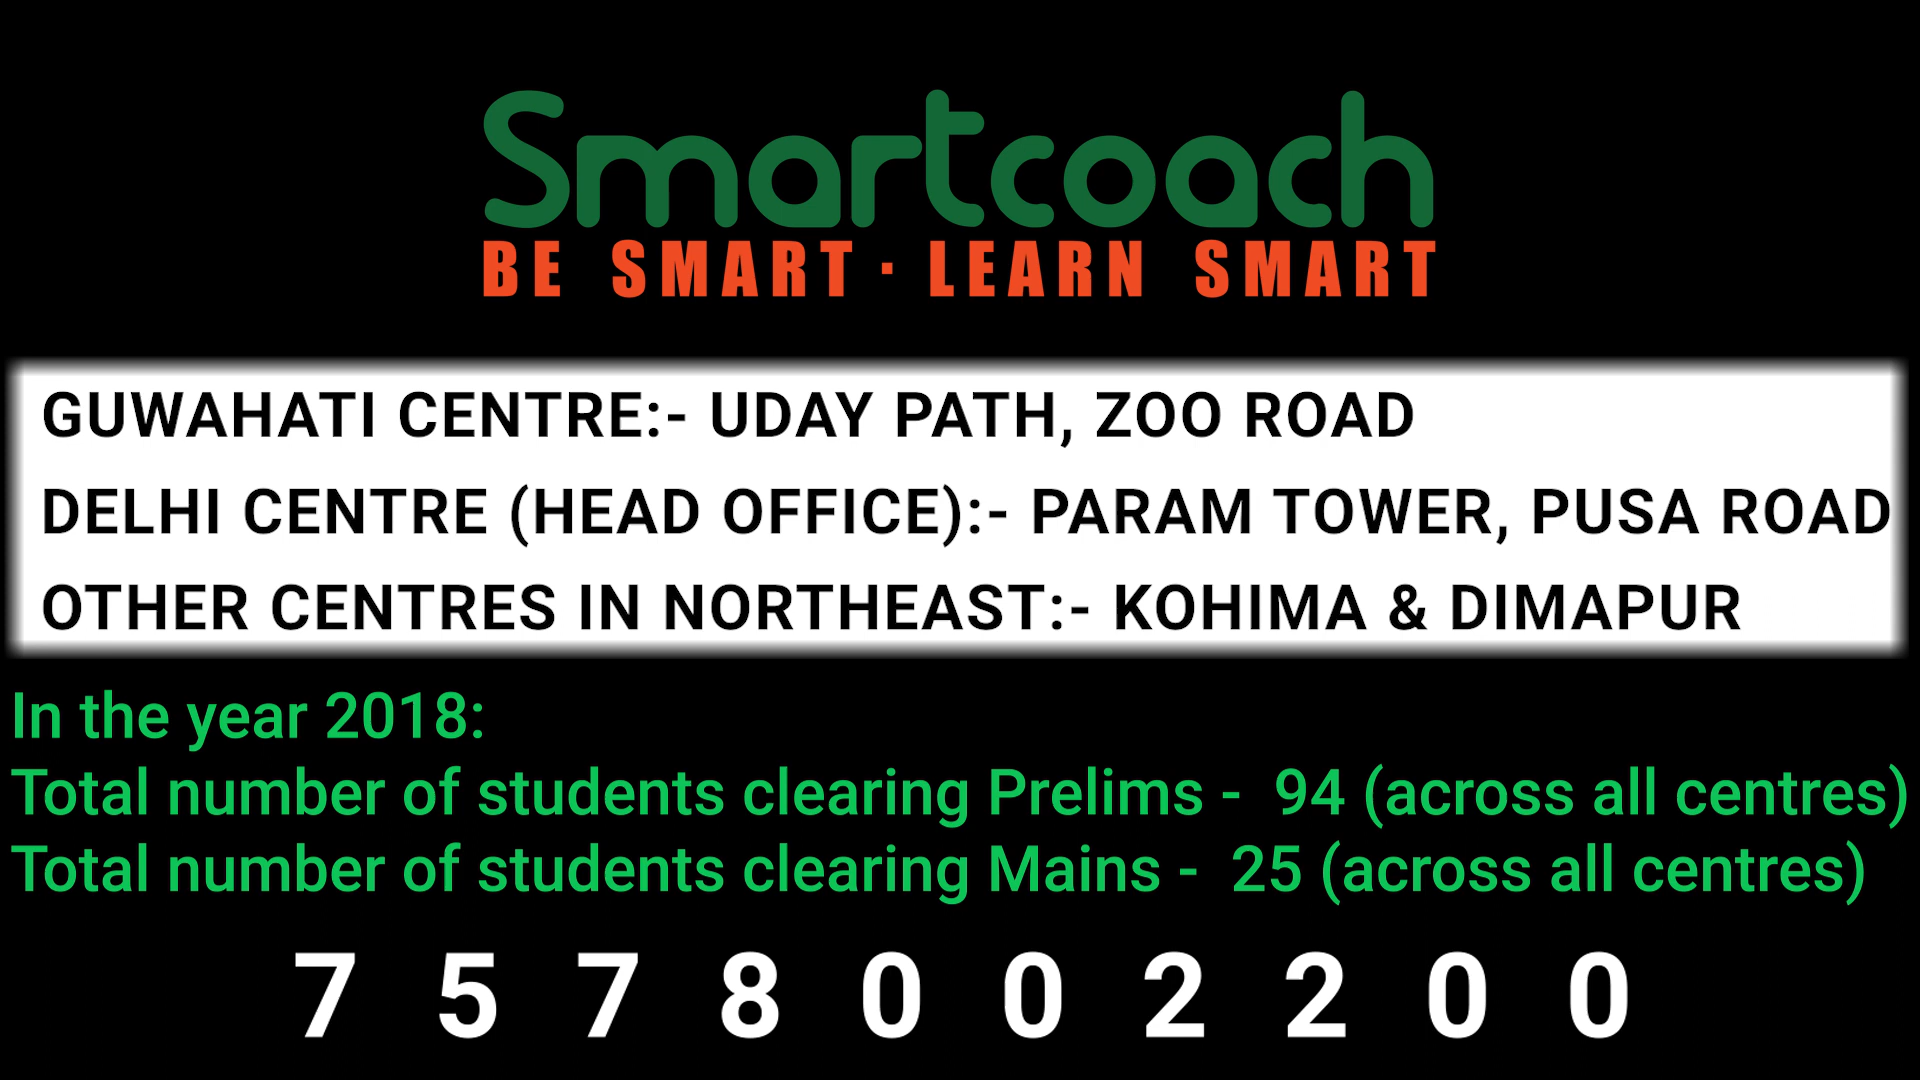 Smartcoach
BE SMART · LEARN SMART
GUWAHATI CENTRE:- UDAY PATH, ZOO ROAD
DELHI CENTRE (HEAD OFFICE):- PARAM TOWER, PUSA ROAD
OTHER CENTRES IN NORTHEAST:- KOHIMA & DIMAPUR
In the year 2018:
Total number of students clearing Prelims -  94 (across all centres)
Total number of students clearing Mains -  25 (across all centres)
7 5 7 8 0 0 2 2 0 0